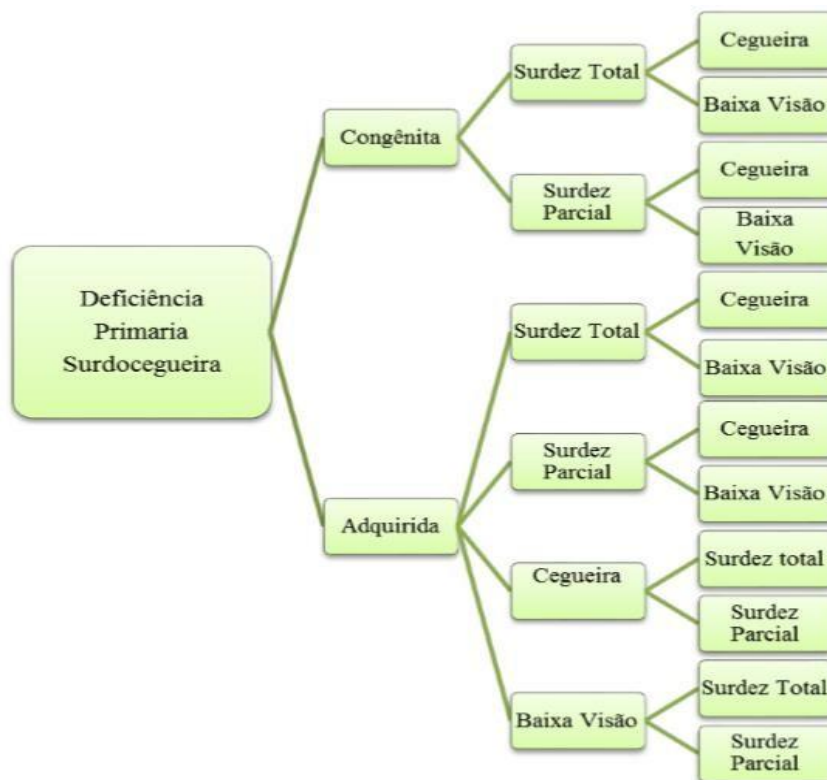 Deficiência
Primaria
Surdocegueira
Congênita
Surdez Total
Cegueira
Baixa Visão
Surdez
Parcial
Cegueira
Baixa
Visão
Adquirida
Surdez Total
Cegueira
Baixa Visão
Surdez
Parcial
Cegueira
Baixa Visão
Cegueira
Surdez total
Surdez
Parcial
Baixa Visão
Surdez Total
Surdez
Parcial